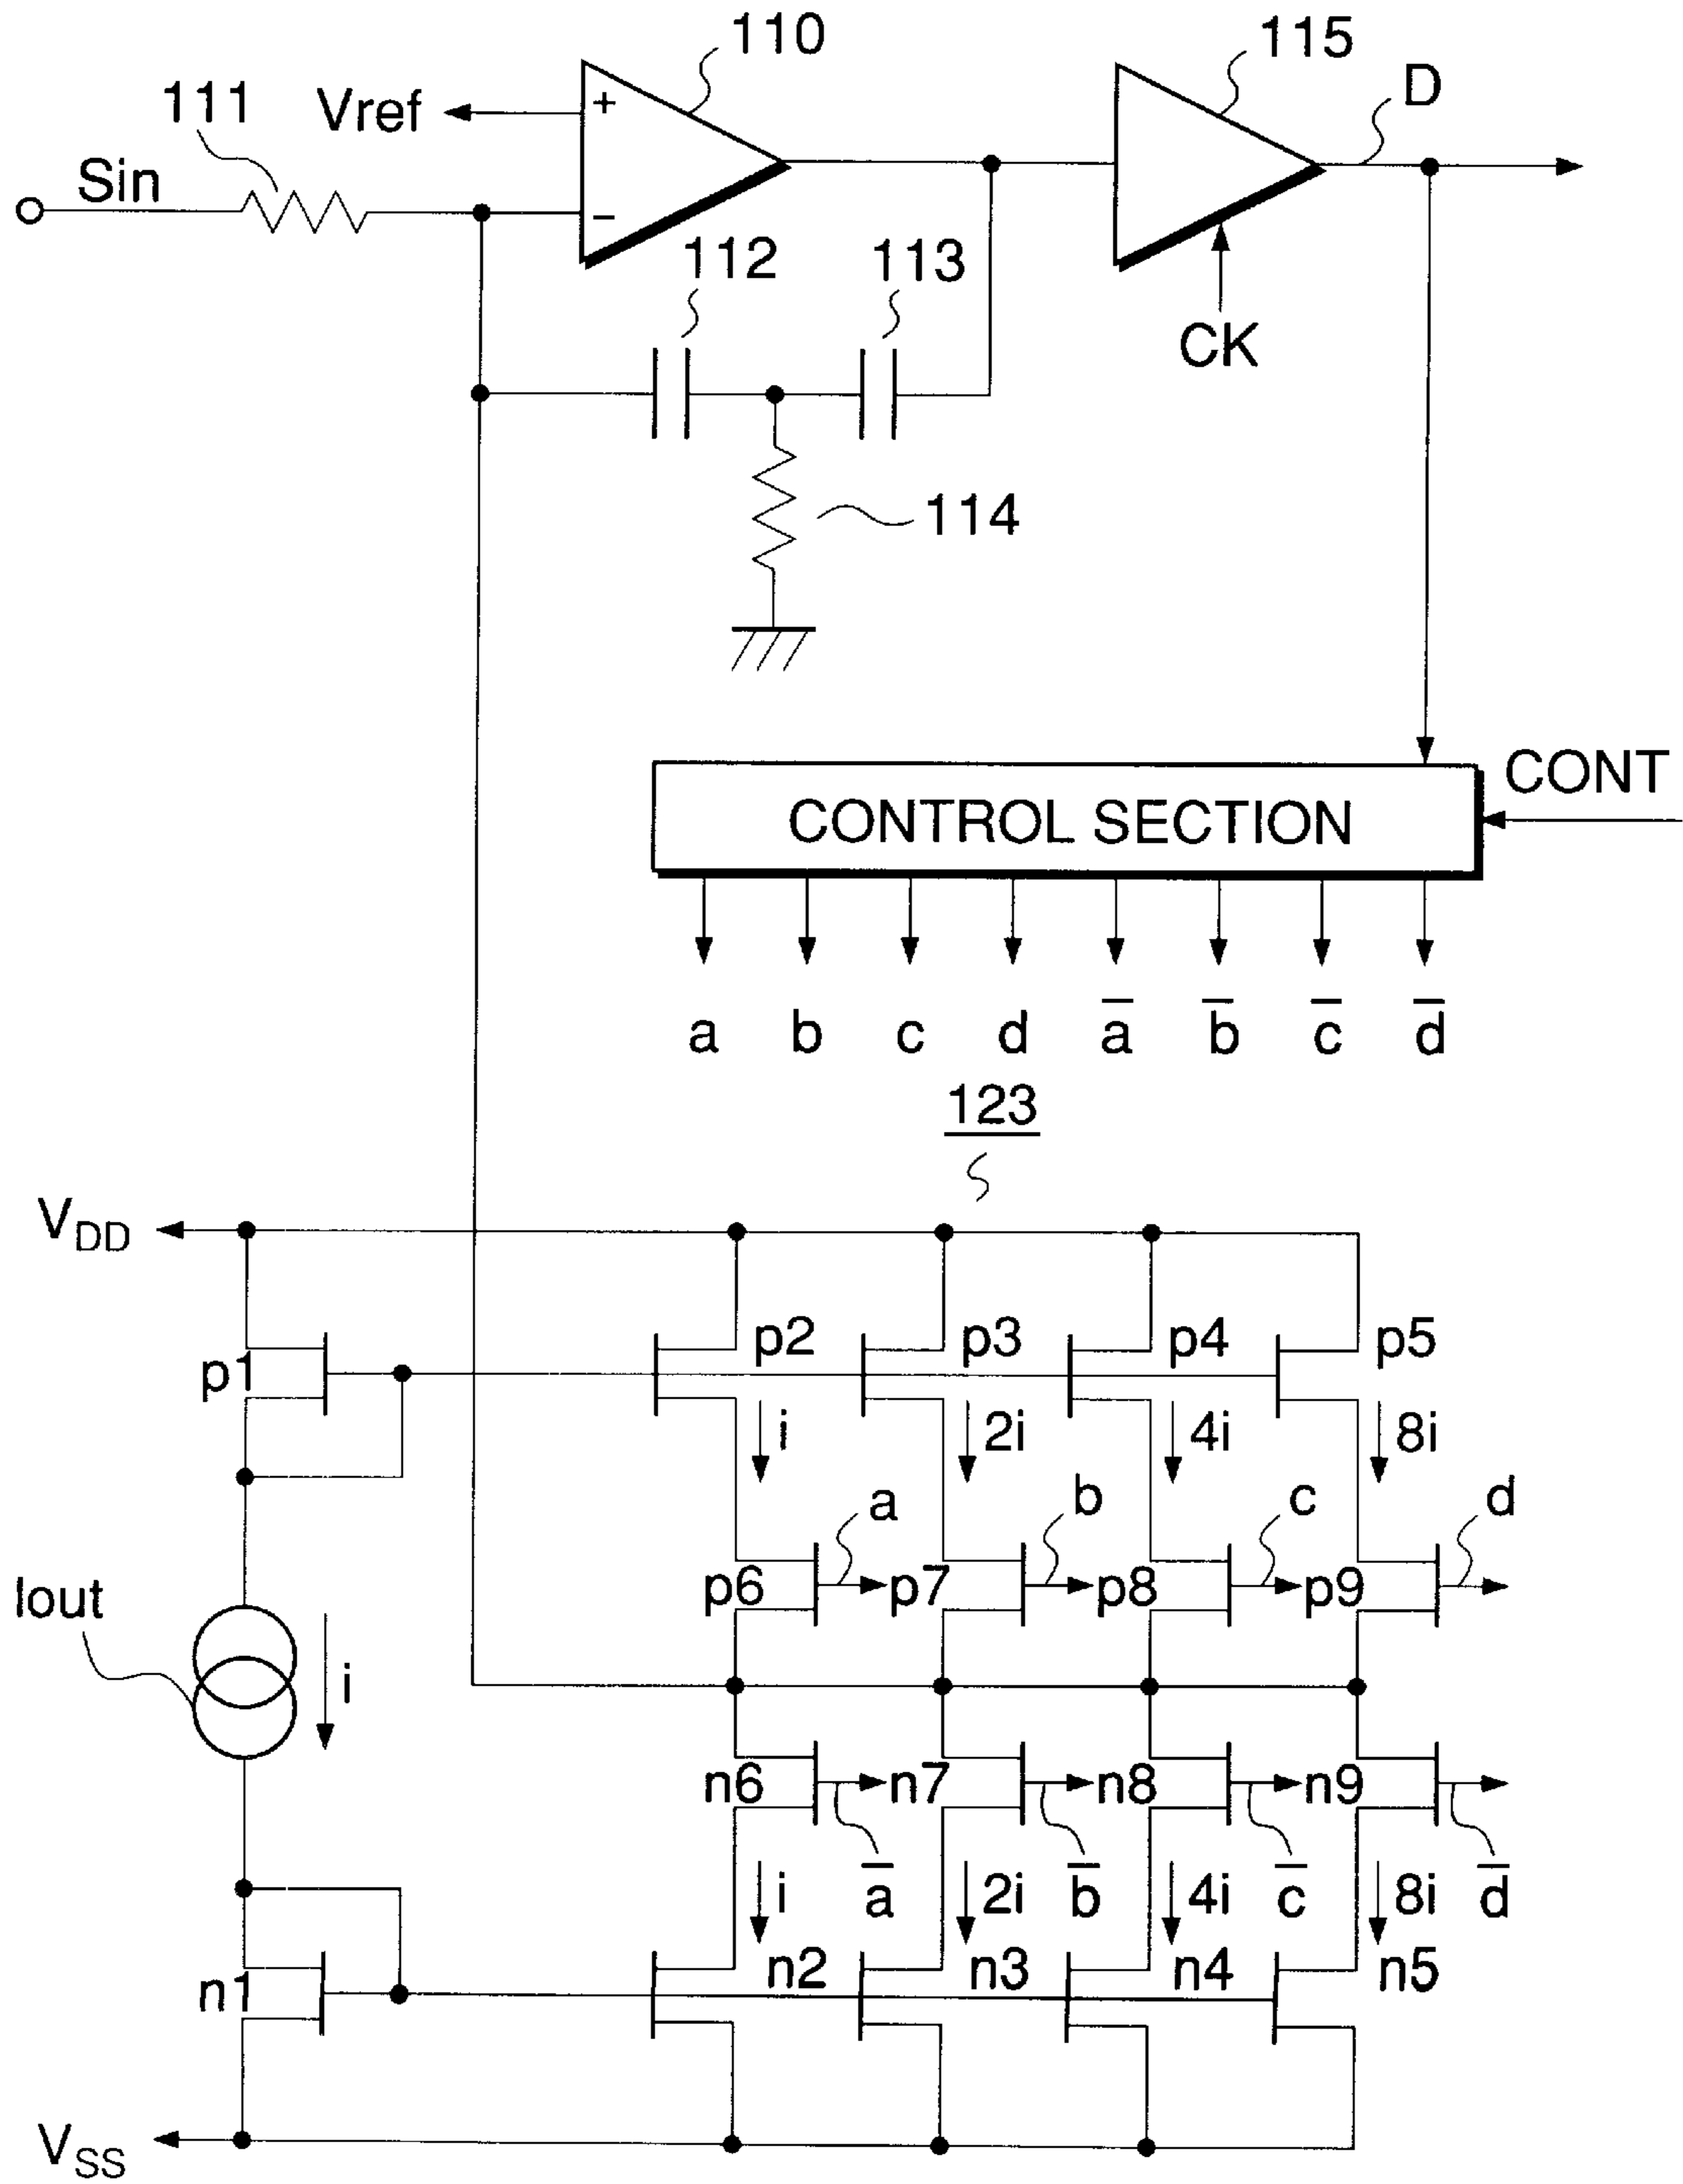 110
115
111
Vref
+
D
Sin
−
112
113
CK
114
CONT
CONTROL SECTION
a b c d a̅ b̅ c̅ d̅
123
VDD
p1 p2 p3 p4 p5
i 2i 4i 8i
a b c d
p6 p7 p8 p9
Iout
i
n6 n7 n8 n9
i a̅ 2i b̅ 4i c̅ 8i d̅
n1 n2 n3 n4 n5
VSS